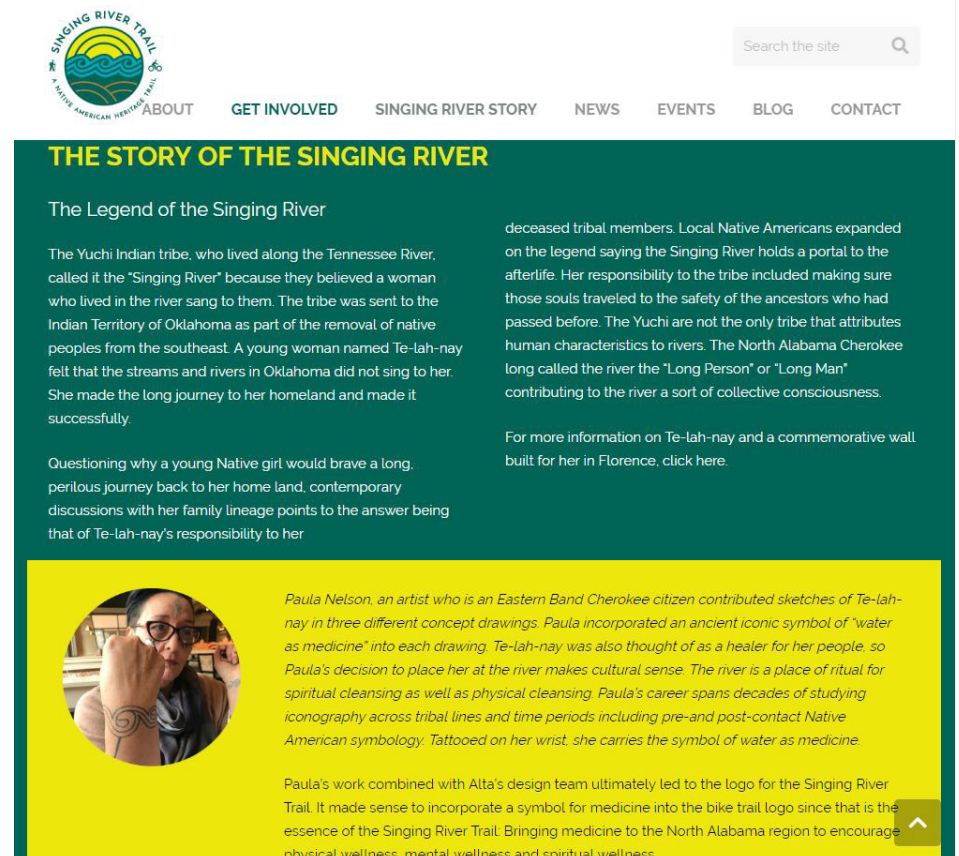 SINGING RIVER TRAIL
A NATIVE AMERICAN HERITAGE TRAIL
Search the site
ABOUT GET INVOLVED SINGING RIVER STORY NEWS EVENTS BLOG CONTACT
THE STORY OF THE SINGING RIVER
The Legend of the Singing River
The Yuchi Indian tribe, who lived along the Tennessee River,
called it the "Singing River" because they believed a woman
who lived in the river sang to them. The tribe was sent to the
Indian Territory of Oklahoma as part of the removal of native
peoples from the southeast. A young woman named Te-lah-nay
felt that the streams and rivers in Oklahoma did not sing to her.
She made the long journey to her homeland and made it
successfully.
Questioning why a young Native girl would brave a long,
perilous journey back to her home land, contemporary
discussions with her family lineage points to the answer being
that of Te-lah-nay's responsibility to her
deceased tribal members. Local Native Americans expanded
on the legend saying the Singing River holds a portal to the
afterlife. Her responsibility to the tribe included making sure
those souls traveled to the safety of the ancestors who had
passed before. The Yuchi are not the only tribe that attributes
human characteristics to rivers. The North Alabama Cherokee
long called the river the "Long Person" or "Long Man"
contributing to the river a sort of collective consciousness.
For more information on Te-lah-nay and a commemorative wall
built for her in Florence, click here.
Paula Nelson, an artist who is an Eastern Band Cherokee citizen contributed sketches of Te-lah-
nay in three different concept drawings. Paula incorporated an ancient iconic symbol of "water
as medicine" into each drawing. Te-lah-nay was also thought of as a healer for her people, so
Paula's decision to place her at the river makes cultural sense. The river is a place of ritual for
spiritual cleansing as well as physical cleansing. Paula's career spans decades of studying
iconography across tribal lines and time periods including pre-and post-contact Native
American symbology. Tattooed on her wrist, she carries the symbol of water as medicine.
Paula's work combined with Alta's design team ultimately led to the logo for the Singing River
Trail. It made sense to incorporate a symbol for medicine into the bike trail logo since that is the
essence of the Singing River Trail: Bringing medicine to the North Alabama region to encourage
physical wellness, mental wellness and spiritual wellness.